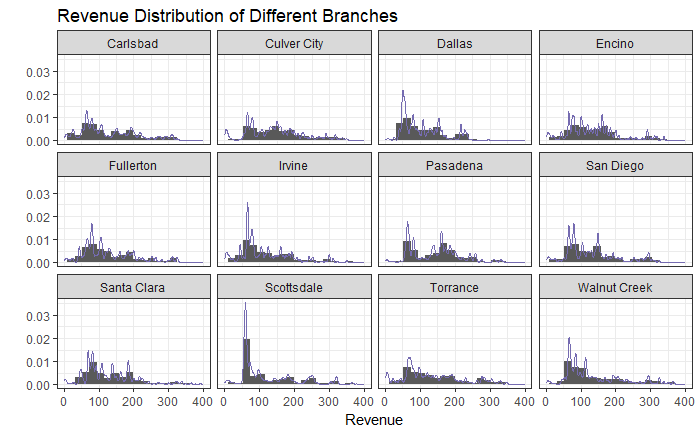 Revenue Distribution of Different Branches
Carlsbad Culver City Dallas Encino
0.03
0.02
0.01
0.00
Fullerton Irvine Pasadena San Diego
0.03
0.02
0.01
0.00
Santa Clara Scottsdale Torrance Walnut Creek
0.03
0.02
0.01
0.00
0 100 200 300 400 0 100 200 300 400 0 100 200 300 400 0 100 200 300 400
Revenue